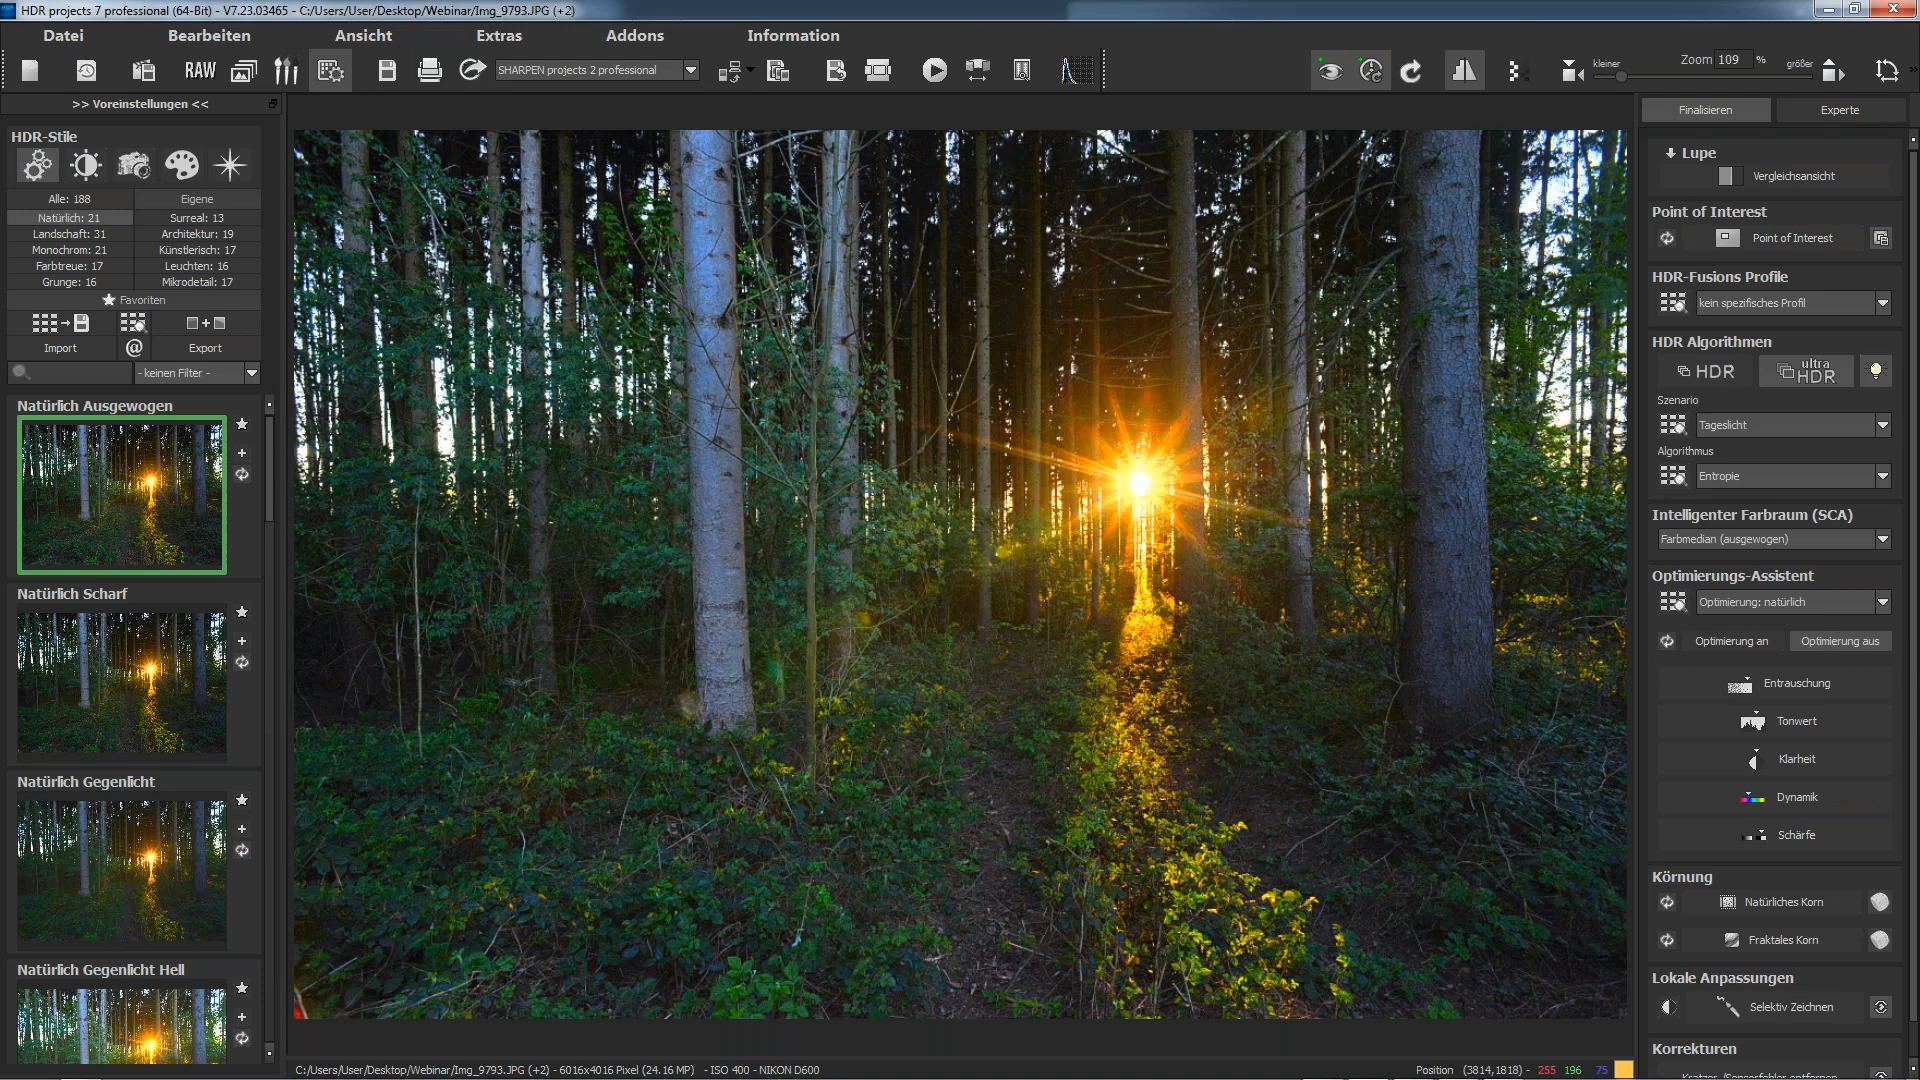 HDR projects 7 professional (64-Bit) - V7.23.03465 - C:/Users/User/Desktop/Webinar/Img_9793.JPG (+2)
Datei Bearbeiten Ansicht Extras Addons Information
RAW SHARPEN projects 2 professional kleiner Zoom 109 % größer
>> Voreinstellungen <<
HDR-Stile
Alle: 188 Eigene
Natürlich: 21 Surreal: 13
Landschaft: 31 Architektur: 19
Monochrom: 21 Künstlerisch: 17
Farbtreue: 17 Leuchten: 16
Grunge: 16 Mikrodetail: 17
Favoriten
Import @ Export
- keinen Filter -
Natürlich Ausgewogen
Natürlich Scharf
Natürlich Gegenlicht
Natürlich Gegenlicht Hell
Finalisieren Experte
Lupe
Vergleichsansicht
Point of Interest
Point of Interest
HDR-Fusions Profile
kein spezifisches Profil
HDR Algorithmen
HDR ultra HDR
Szenario
Tageslicht
Algorithmus
Entropie
Intelligenter Farbraum (SCA)
Farbmedian (ausgewogen)
Optimierungs-Assistent
Optimierung: natürlich
Optimierung an Optimierung aus
Entrauschung
Tonwert
Klarheit
Dynamik
Schärfe
Körnung
Natürliches Korn
Fraktales Korn
Lokale Anpassungen
Selektiv Zeichnen
Korrekturen
Kratzer-/Sensorfehler entfernen
C:/Users/User/Desktop/Webinar/Img_9793.JPG (+2) - 6016x4016 Pixel (24.16 MP) - ISO 400 - NIKON D600 Position (3814,1818) - 255 196 75